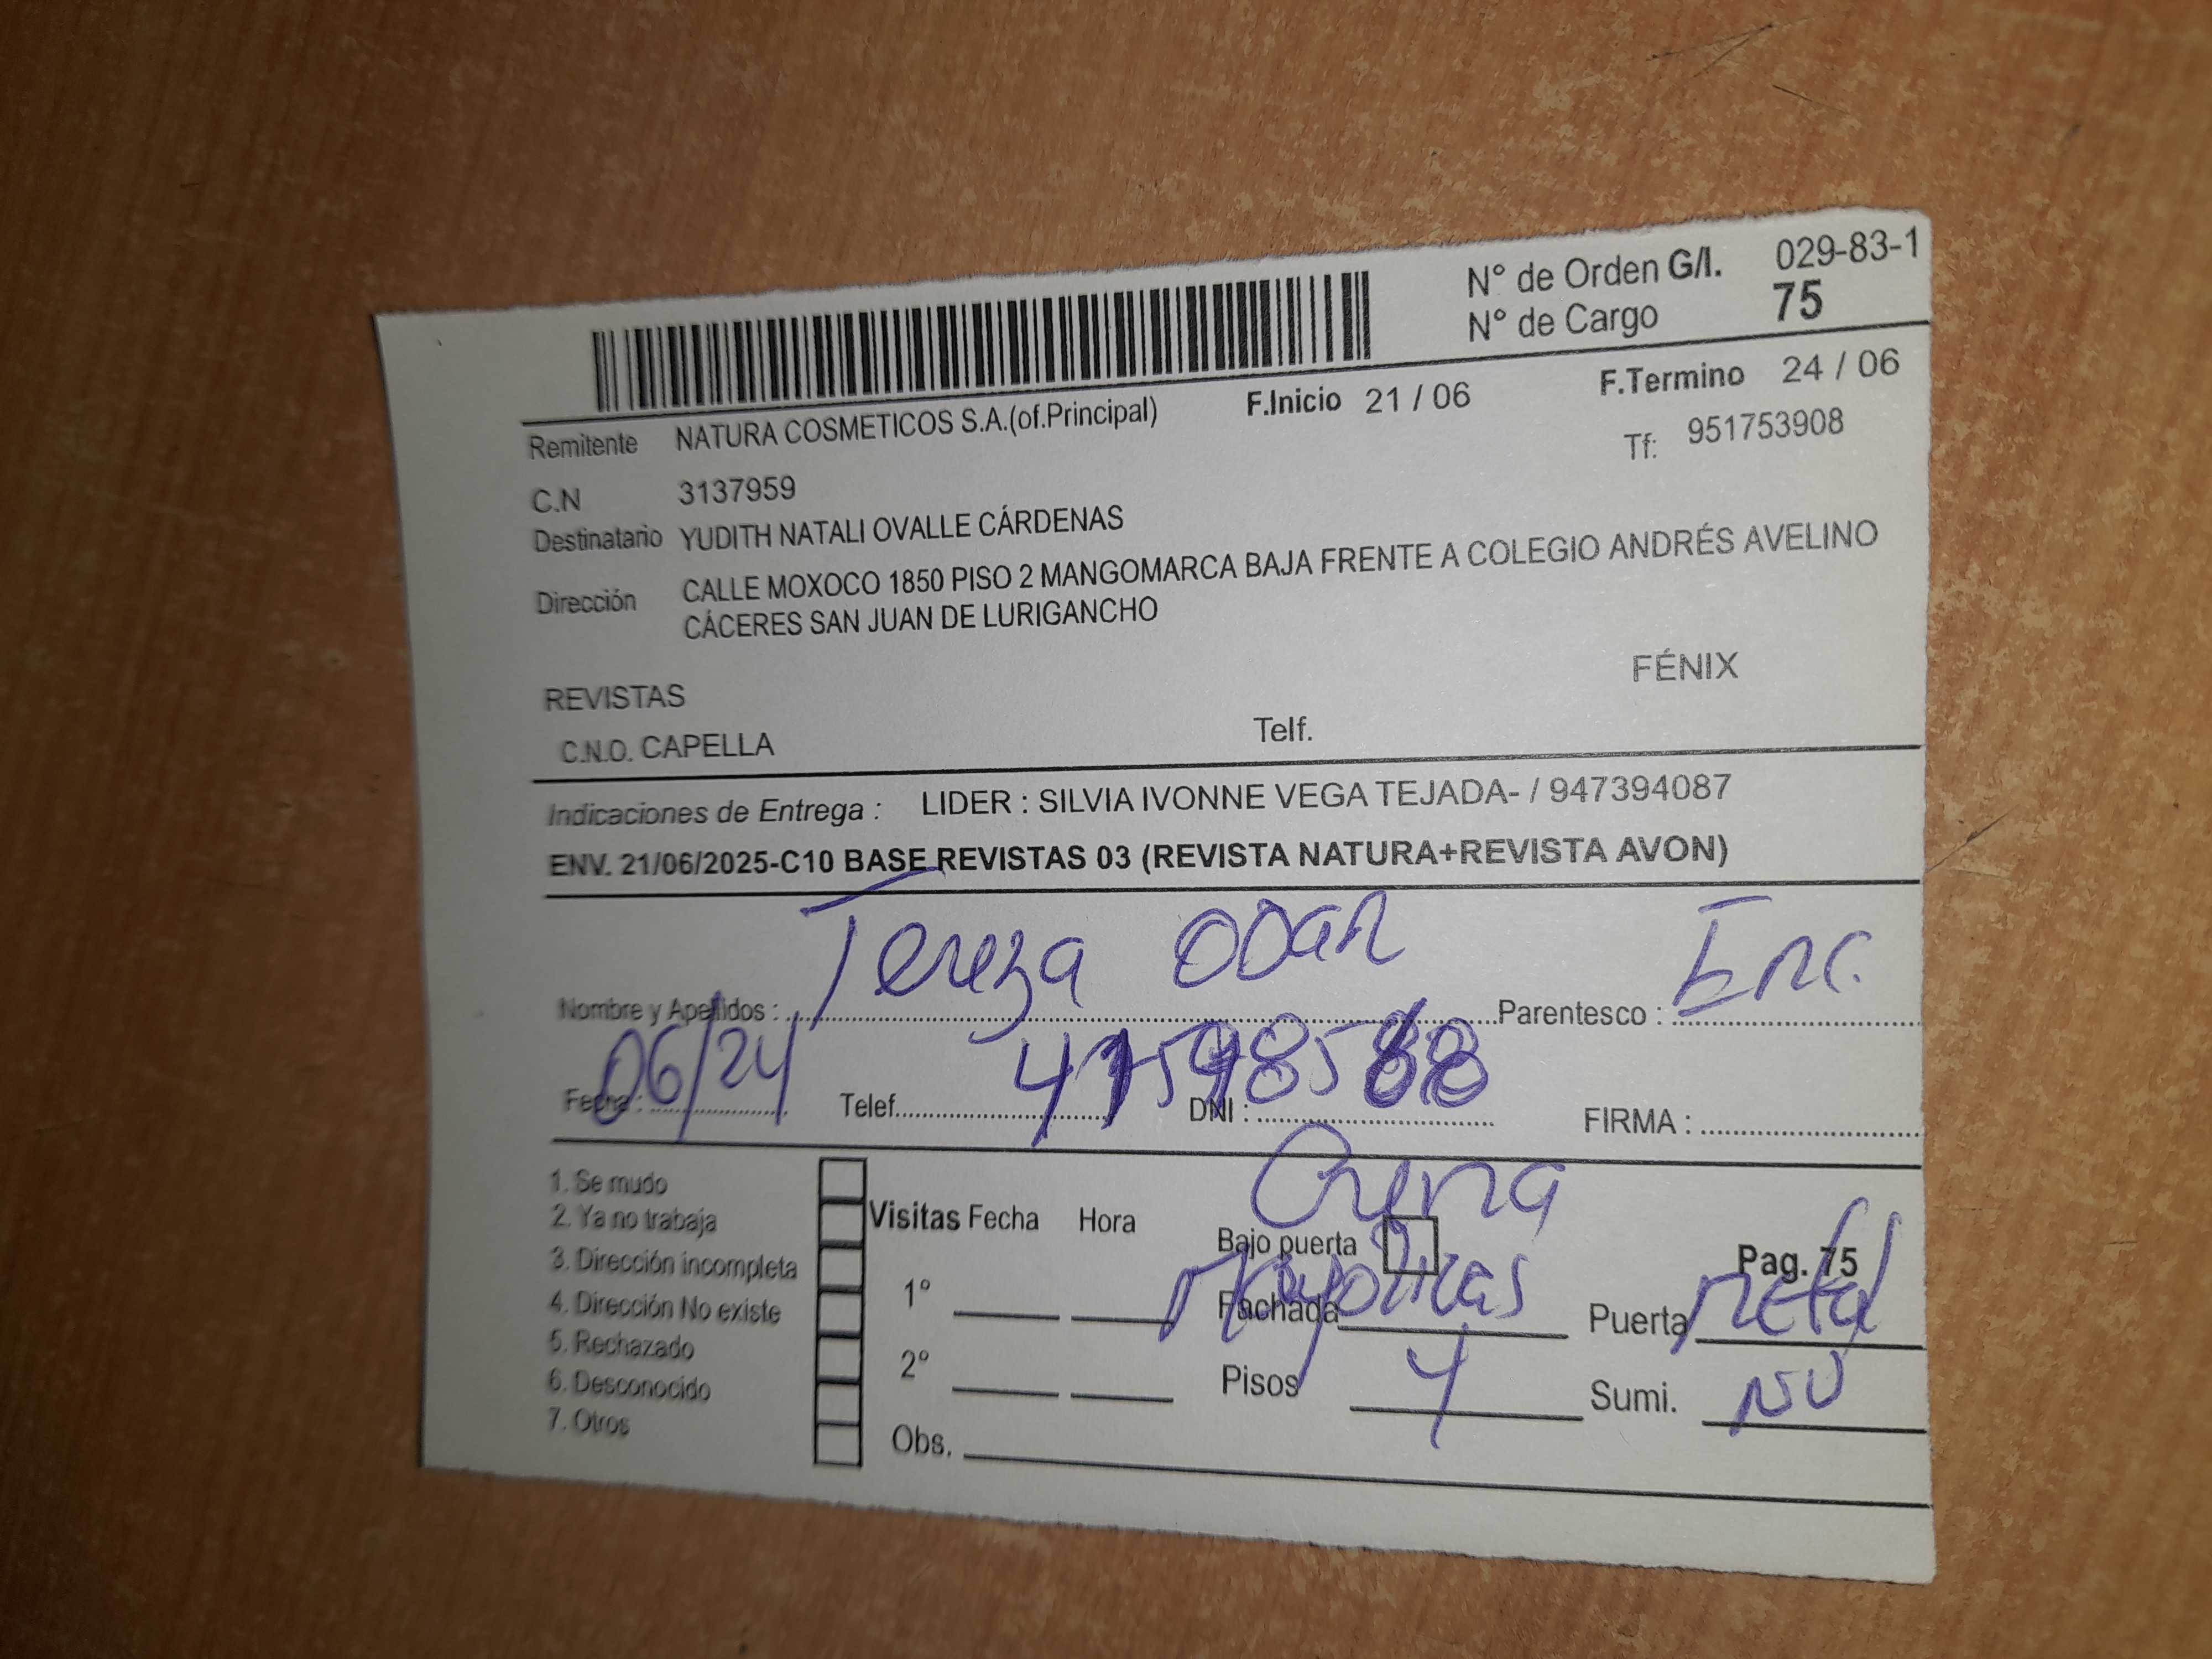 N° de Orden G/I. 029-83-1
N° de Cargo 75
F.Inicio 21 / 06 F.Termino 24 / 06
Remitente NATURA COSMETICOS S.A.(of.Principal) Tf: 951753908
C.N 3137959
Destinatario YUDITH NATALI OVALLE CÁRDENAS
Dirección CALLE MOXOCO 1850 PISO 2 MANGOMARCA BAJA FRENTE A COLEGIO ANDRÉS AVELINO
CÁCERES SAN JUAN DE LURIGANCHO
FÉNIX
REVISTAS
C.N.O. CAPELLA Telf.
Indicaciones de Entrega : LIDER : SILVIA IVONNE VEGA TEJADA- / 947394087
ENV. 21/06/2025-C10 BASE REVISTAS 03 (REVISTA NATURA+REVISTA AVON)
Nombre y Apellidos : Tereza Parentesco : Enc.
Fecha : 06/24 Telef. DNI : FIRMA :
1. Se mudo
2. Ya no trabaja
3. Dirección incompleta
4. Dirección No existe
5. Rechazado
6. Desconocido
7. Otros
Visitas Fecha Hora
1°
2°
Obs.
Crema
Bajo puerta Pag. 75
Fachada Mayolicas Puerta metal
Pisos 4 Sumi. NO